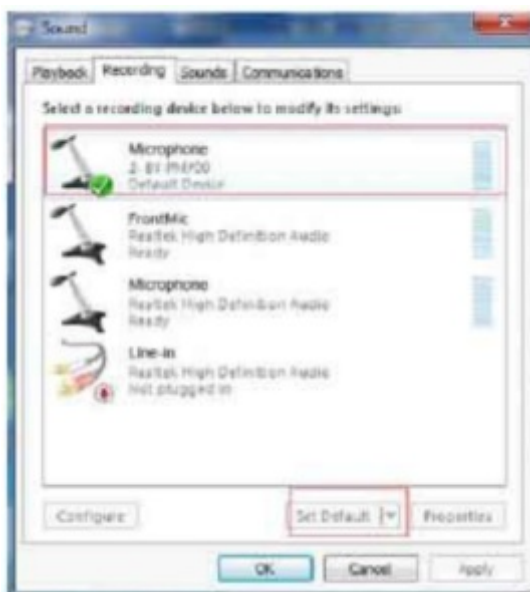 Sound
Playback Recording Sounds Communications
Select a recording device below to modify its settings:
Microphone
Default Device
FrontMic
Realtek High Definition Audio
Ready
Microphone
Realtek High Definition Audio
Ready
Line-in
Realtek High Definition Audio
Not plugged in
Configure Set Default Properties
OK Cancel Apply